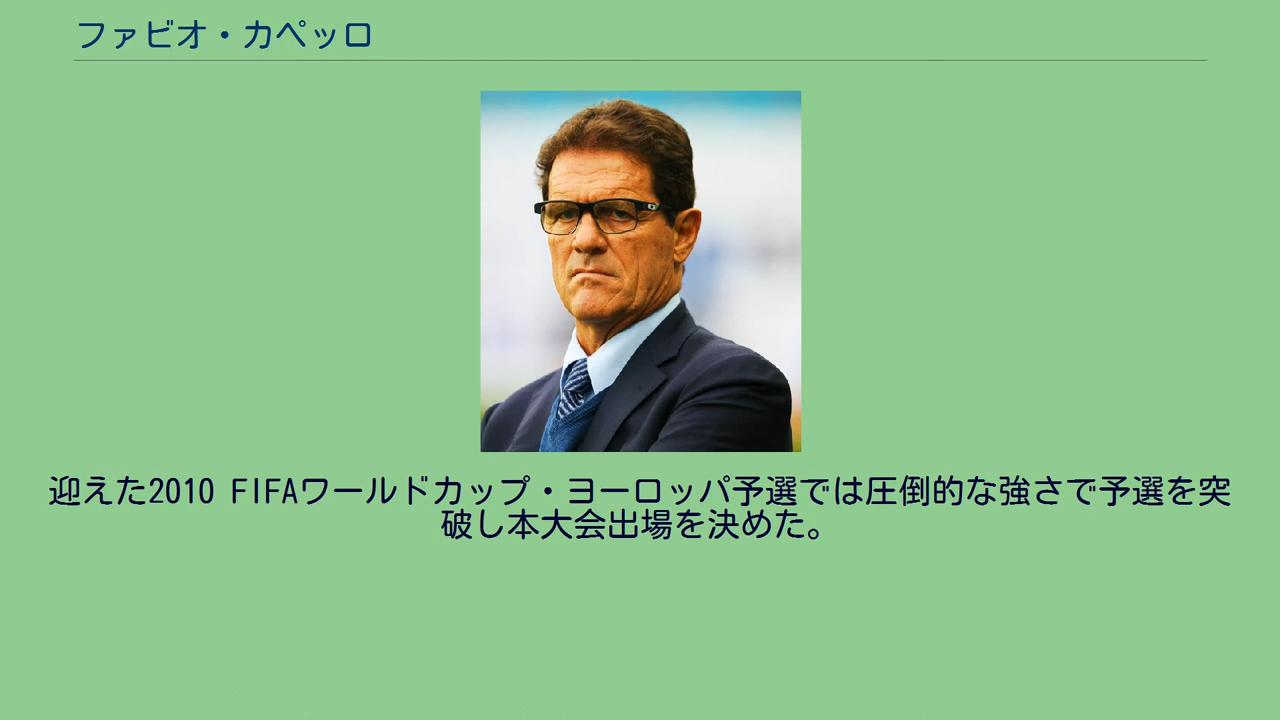 ファビオ・カペッロ
迎えた2010 FIFAワールドカップ・ヨーロッパ予選では圧倒的な強さで予選を突
破し本大会出場を決めた。